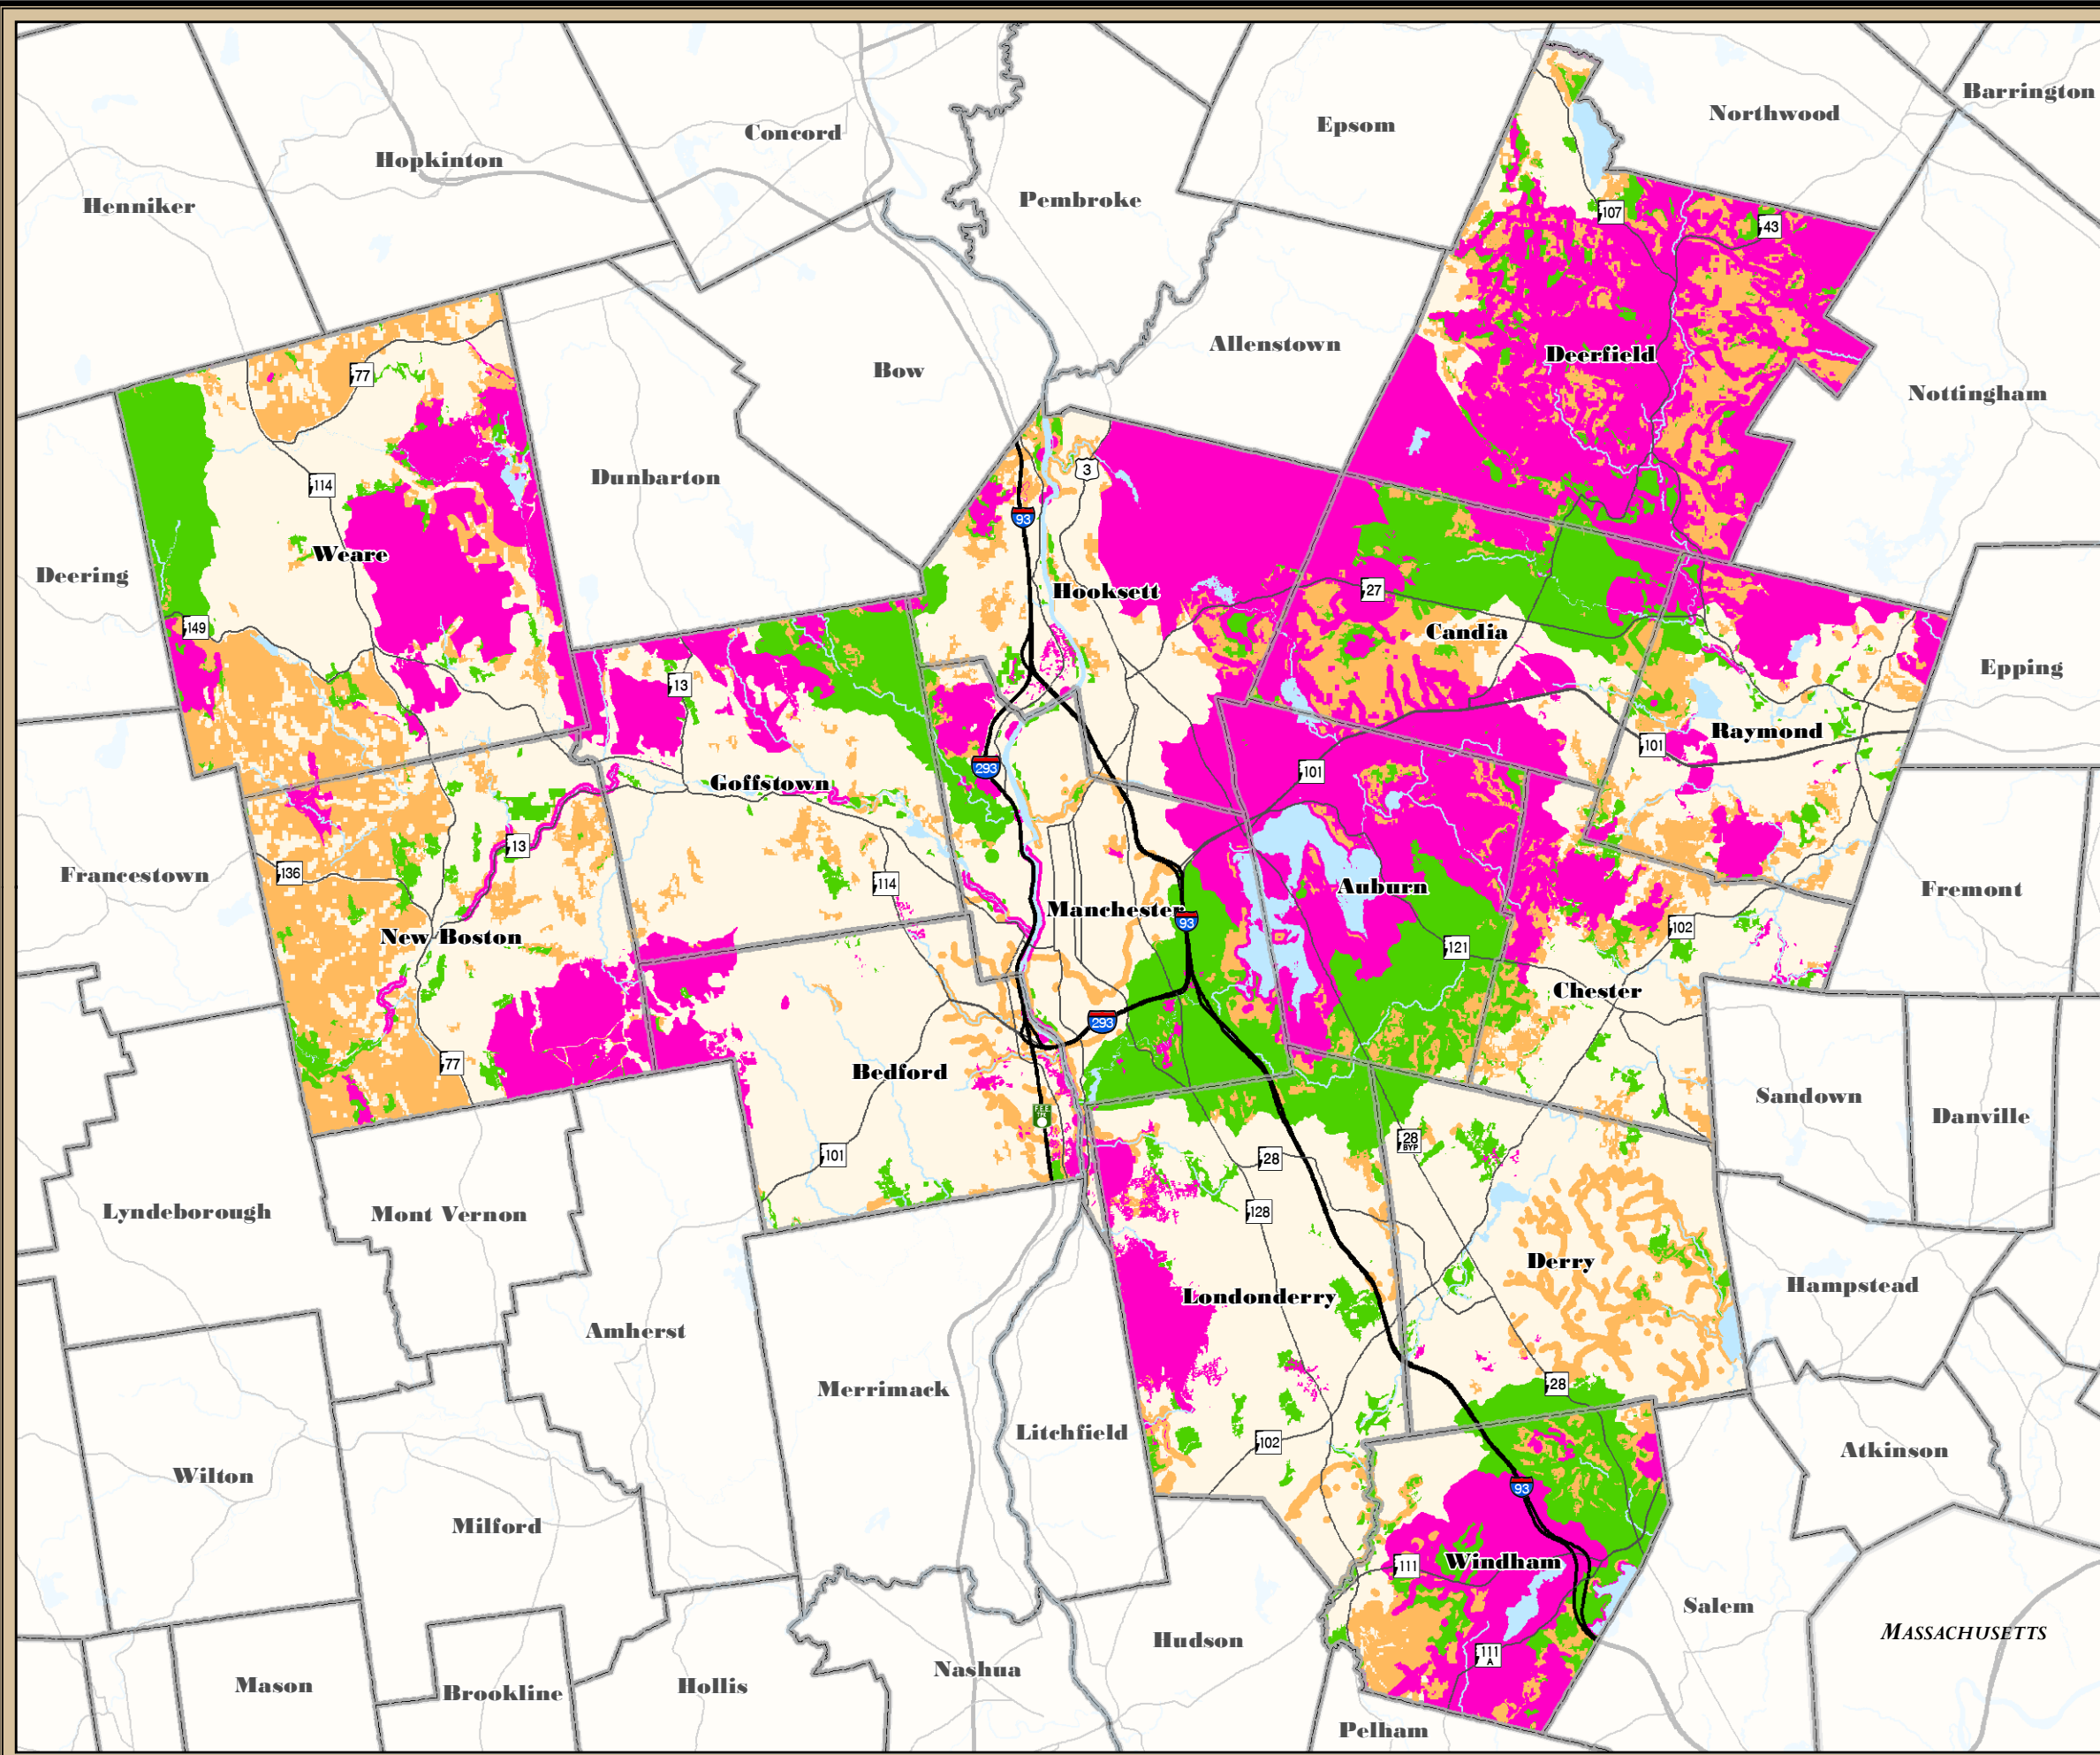 Barrington
Northwood
Epsom
Concord
Hopkinton
Pembroke
Henniker
107
43
Allenstown
Deerfield
Bow
77
Nottingham
3
Dunbarton
114
93
Weare
Deering
27
Hooksett
149
Candia
Epping
13
Raymond
101
293
101
Goffstown
13
136
Francestown
114
Auburn
Fremont
Manchester
93
102
New Boston
121
Chester
293
77
Bedford
Sandown
F.E.E.
TPK
Danville
28
BYP
101
28
Lyndeborough
Mont Vernon
128
Derry
Hampstead
Londonderry
Amherst
28
Merrimack
Litchfield
102
Atkinson
Wilton
93
Milford
111
Windham
Salem
Massachusetts
Hudson
111
A
Nashua
Mason
Brookline
Hollis
Pelham